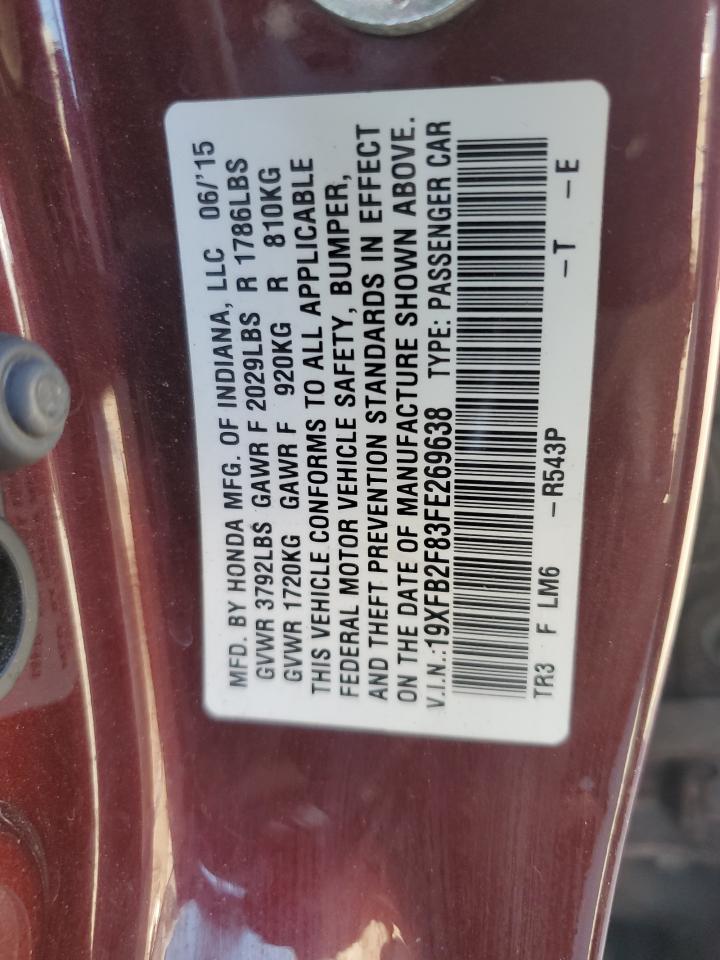 MFD. BY HONDA MFG. OF INDIANA, LLC 06/'15
GVWR 3792LBS GAWR F 2029LBS R 1786LBS
GVWR 1720KG GAWR F 920KG R 810KG
THIS VEHICLE CONFORMS TO ALL APPLICABLE
FEDERAL MOTOR VEHICLE SAFETY, BUMPER,
AND THEFT PREVENTION STANDARDS IN EFFECT
ON THE DATE OF MANUFACTURE SHOWN ABOVE.
V.I.N.:19XFB2F83FE269638 TYPE: PASSENGER CAR
TR3 F LM6 -R543P -T -E